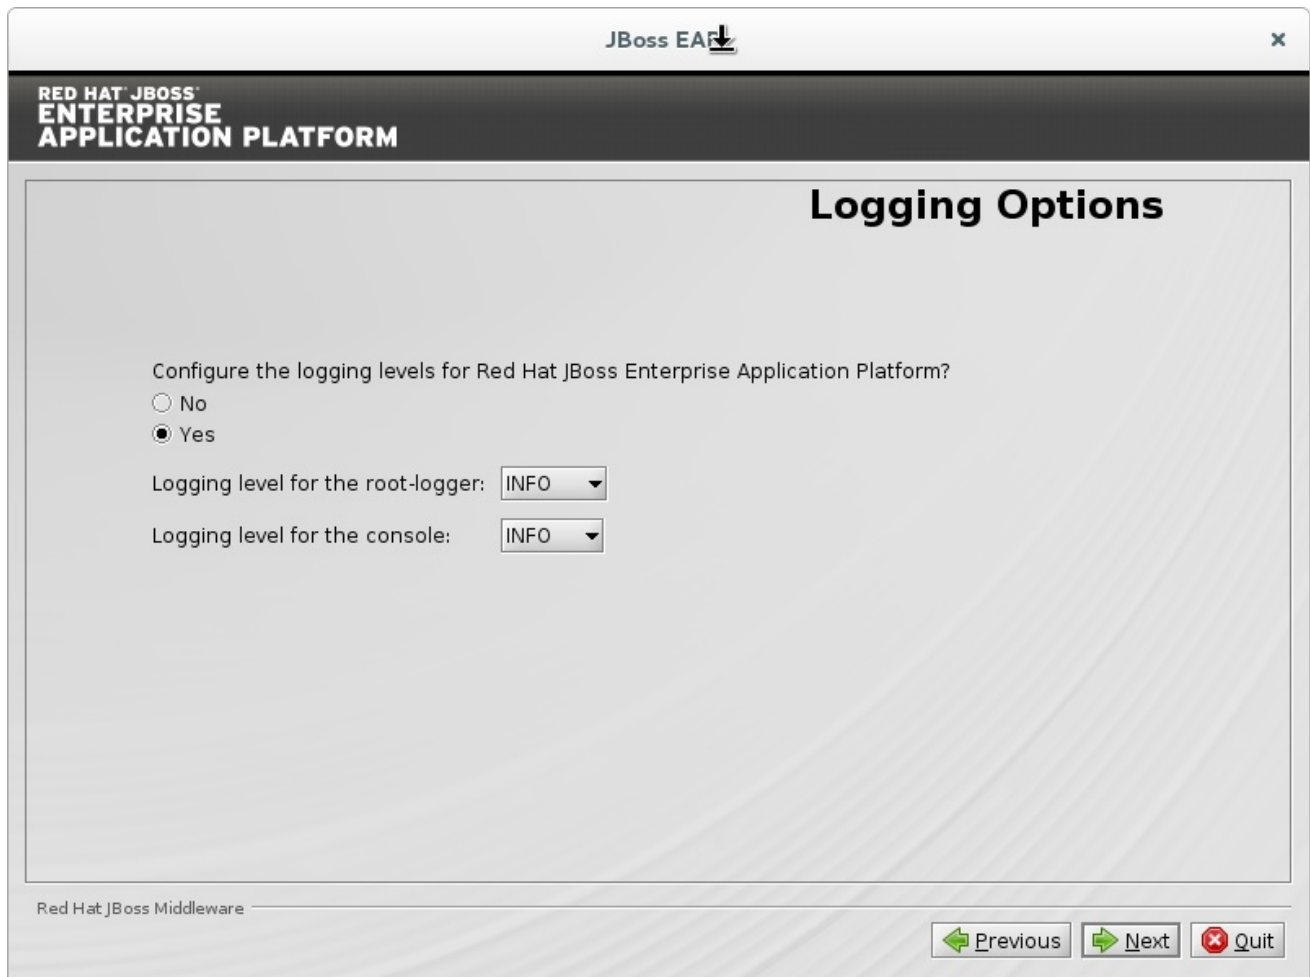 JBoss EAP
RED HAT JBOSS
ENTERPRISE
APPLICATION PLATFORM
Logging Options
Configure the logging levels for Red Hat JBoss Enterprise Application Platform?
No
Yes
Logging level for the root-logger: INFO
Logging level for the console: INFO
Red Hat JBoss Middleware
Previous Next Quit